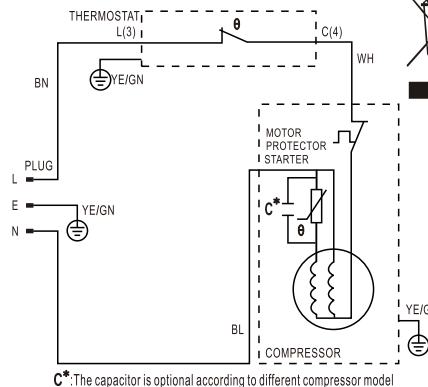 THERMOSTAT
L(3)
θ
C(4)
YE/GN
WH
BN
MOTOR
PROTECTOR
STARTER
PLUG
L
E
YE/GN
N
C*
θ
BL
COMPRESSOR
C*:The capacitor is optional according to different compressor model